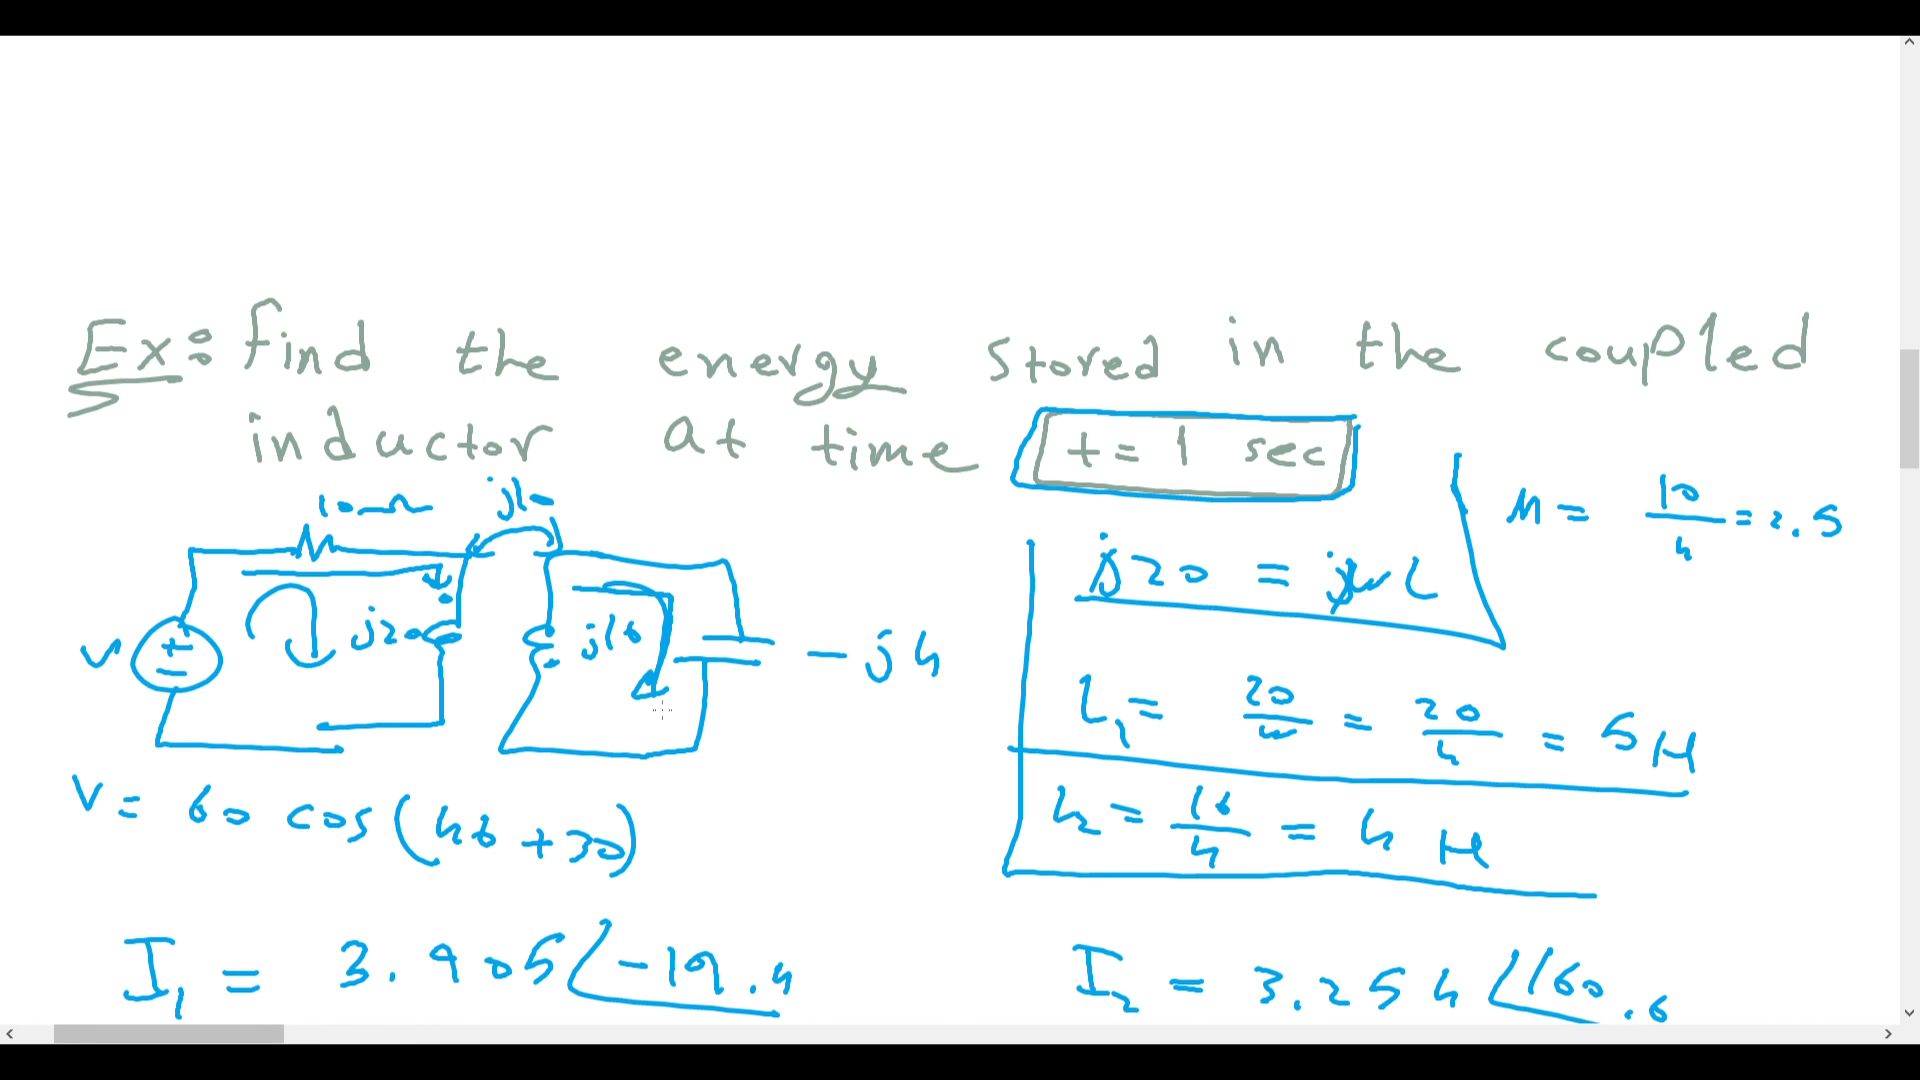 Ex: find the energy stored in the coupled
inductor at time t = 1 sec
10Ω j10
M = 10/4 = 2.5
j20 = jωL
V + - j20 j16 -j4
L1 = 20/ω = 20/4 = 5H
V = 60 cos(4t + 30)
L2 = 16/4 = 4 H
I1 = 3.905∠-19.4
I2 = 3.254∠160.6